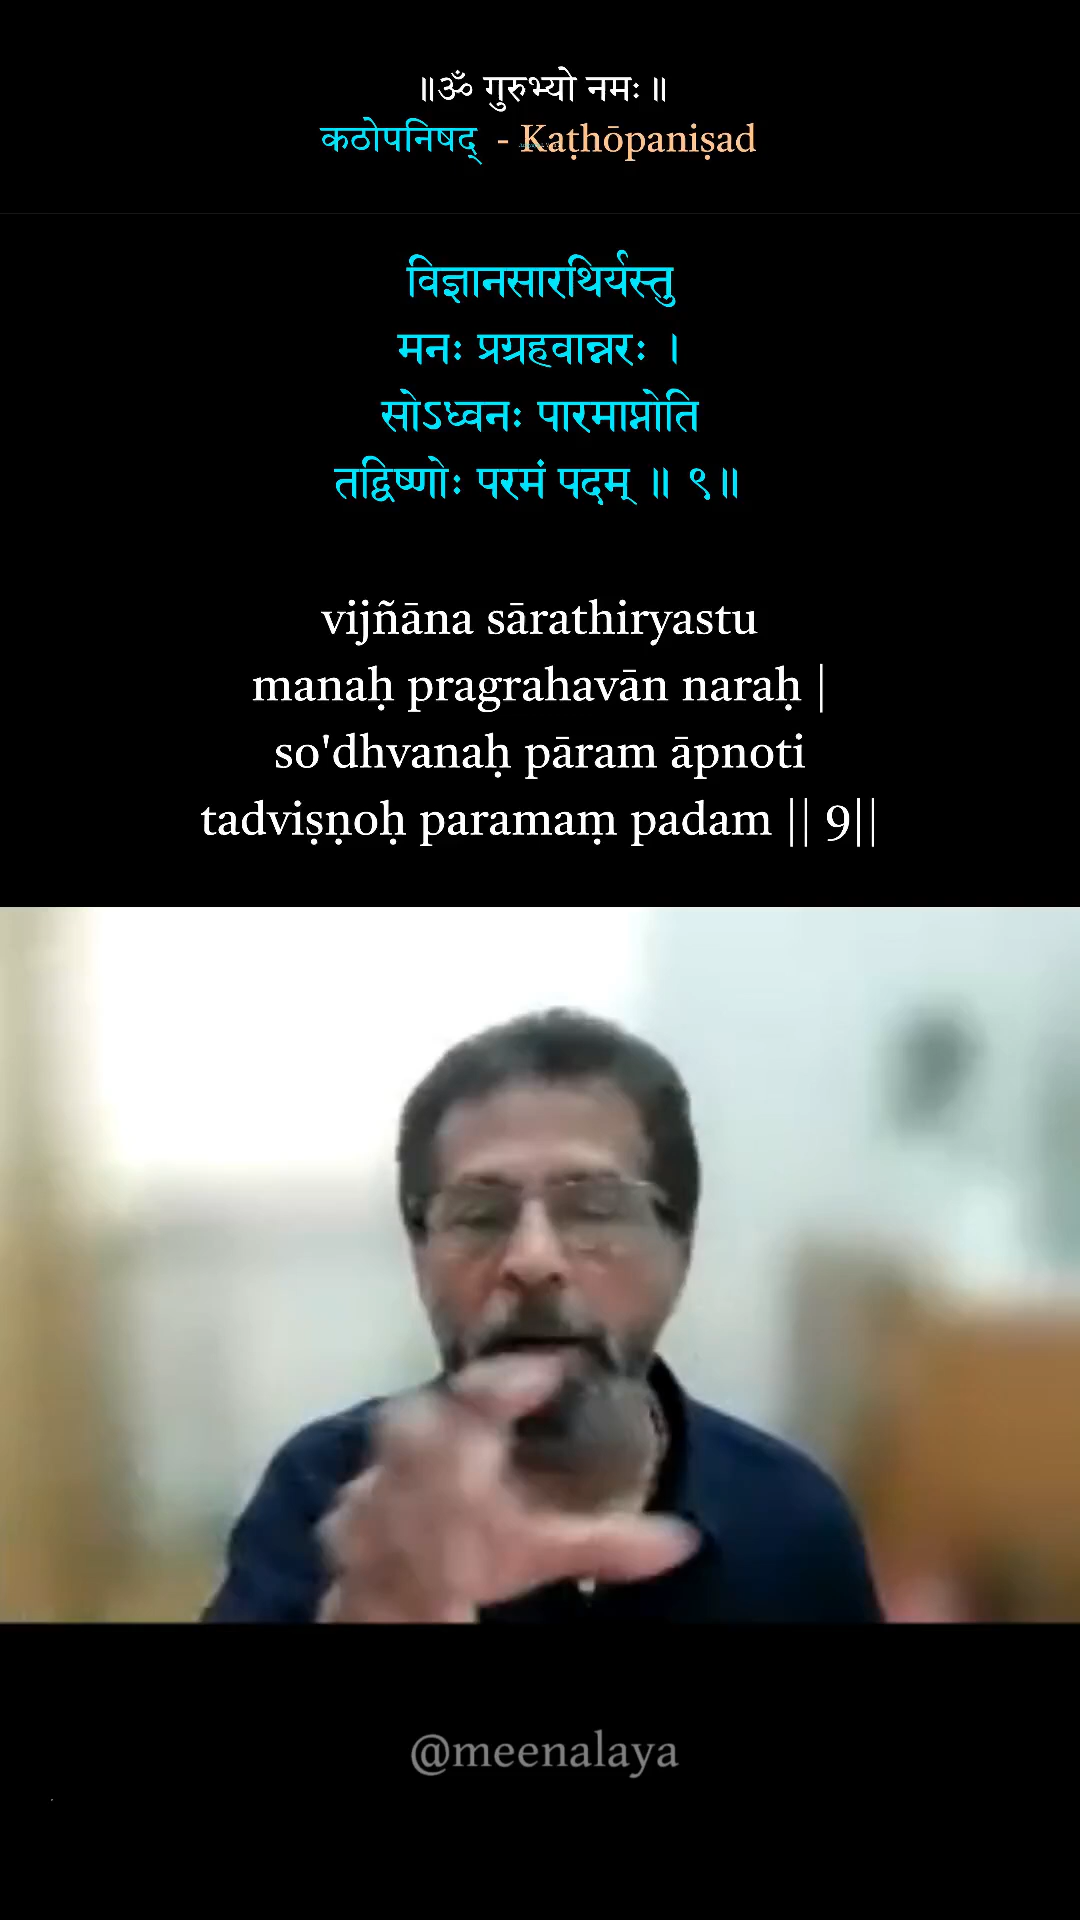 ॥ॐ गुरुभ्यो नमः॥
कठोपनिषद् - Kaṭhōpaniṣad
विज्ञानसारथिर्यस्तु
मनः प्रग्रहवान्नरः ।
सोऽध्वनः पारमाप्नोति
तद्विष्णोः परमं पदम् ॥ ९॥
vijñāna sārathiryastu
manaḥ pragrahavān naraḥ |
so'dhvanaḥ pāram āpnoti
tadviṣṇoḥ paramaṃ padam || 9||
@meenalaya